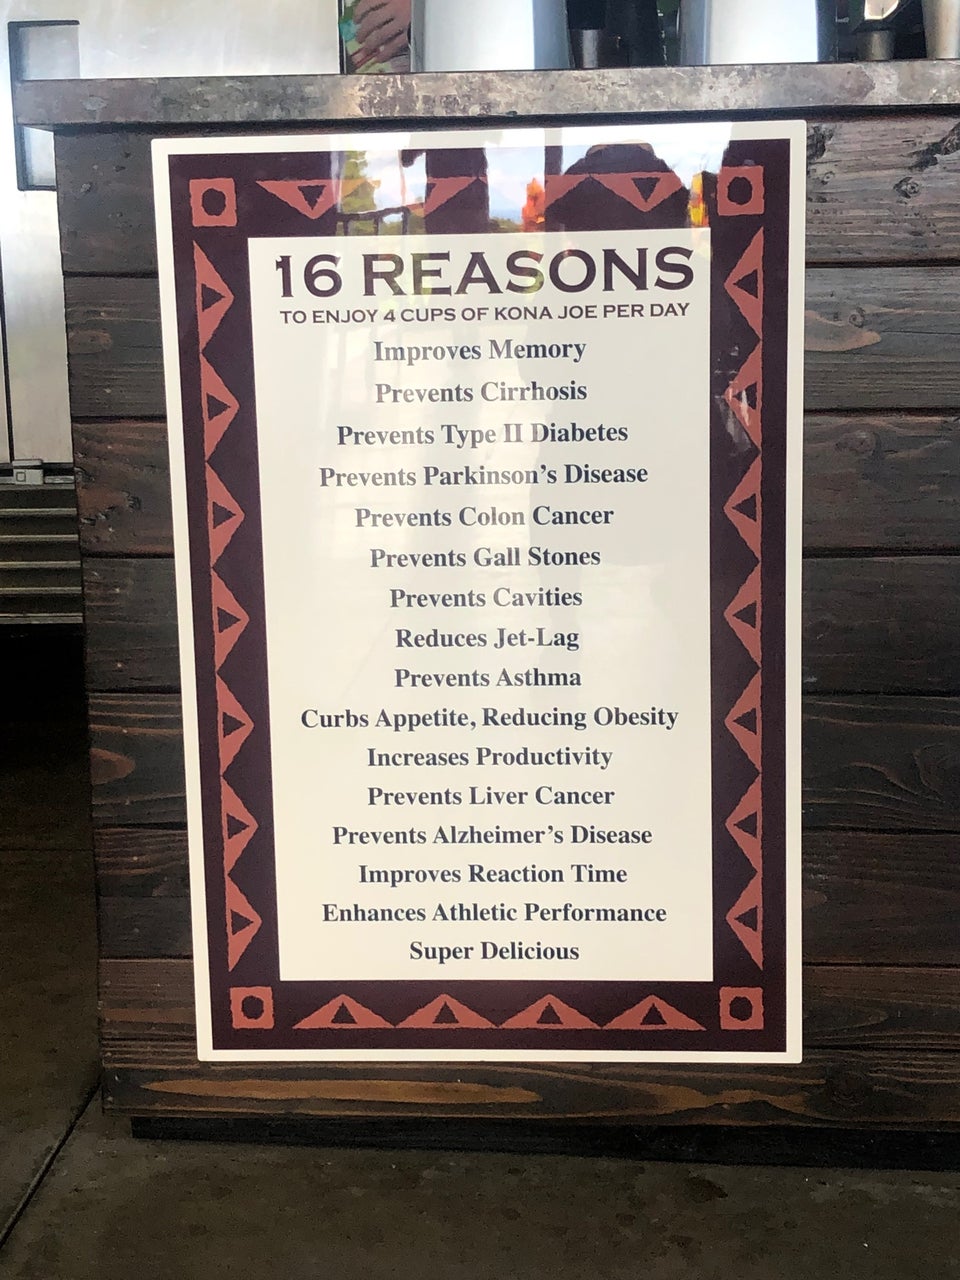 16 REASONS
TO ENJOY 4 CUPS OF KONA JOE PER DAY
Improves Memory
Prevents Cirrhosis
Prevents Type II Diabetes
Prevents Parkinson's Disease
Prevents Colon Cancer
Prevents Gall Stones
Prevents Cavities
Reduces Jet-Lag
Prevents Asthma
Curbs Appetite, Reducing Obesity
Increases Productivity
Prevents Liver Cancer
Prevents Alzheimer's Disease
Improves Reaction Time
Enhances Athletic Performance
Super Delicious